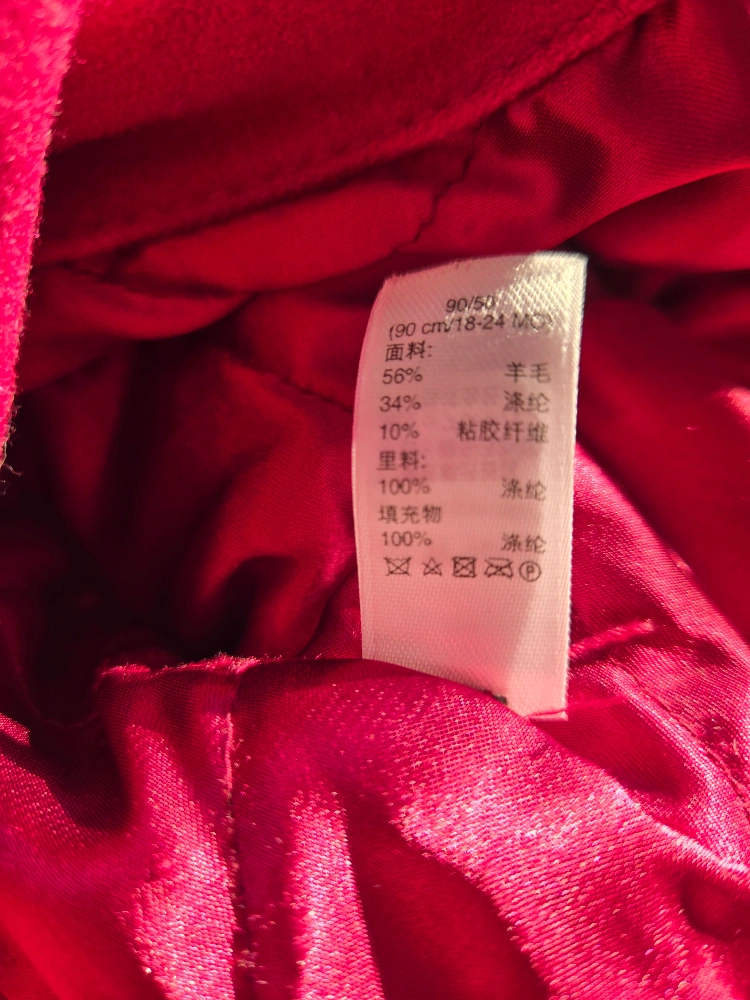 90/50
(90 cm/18-24 MO)
面料:
56% 羊毛
34% 涤纶
10% 粘胶纤维
里料:
100% 涤纶
填充物
100% 涤纶
P